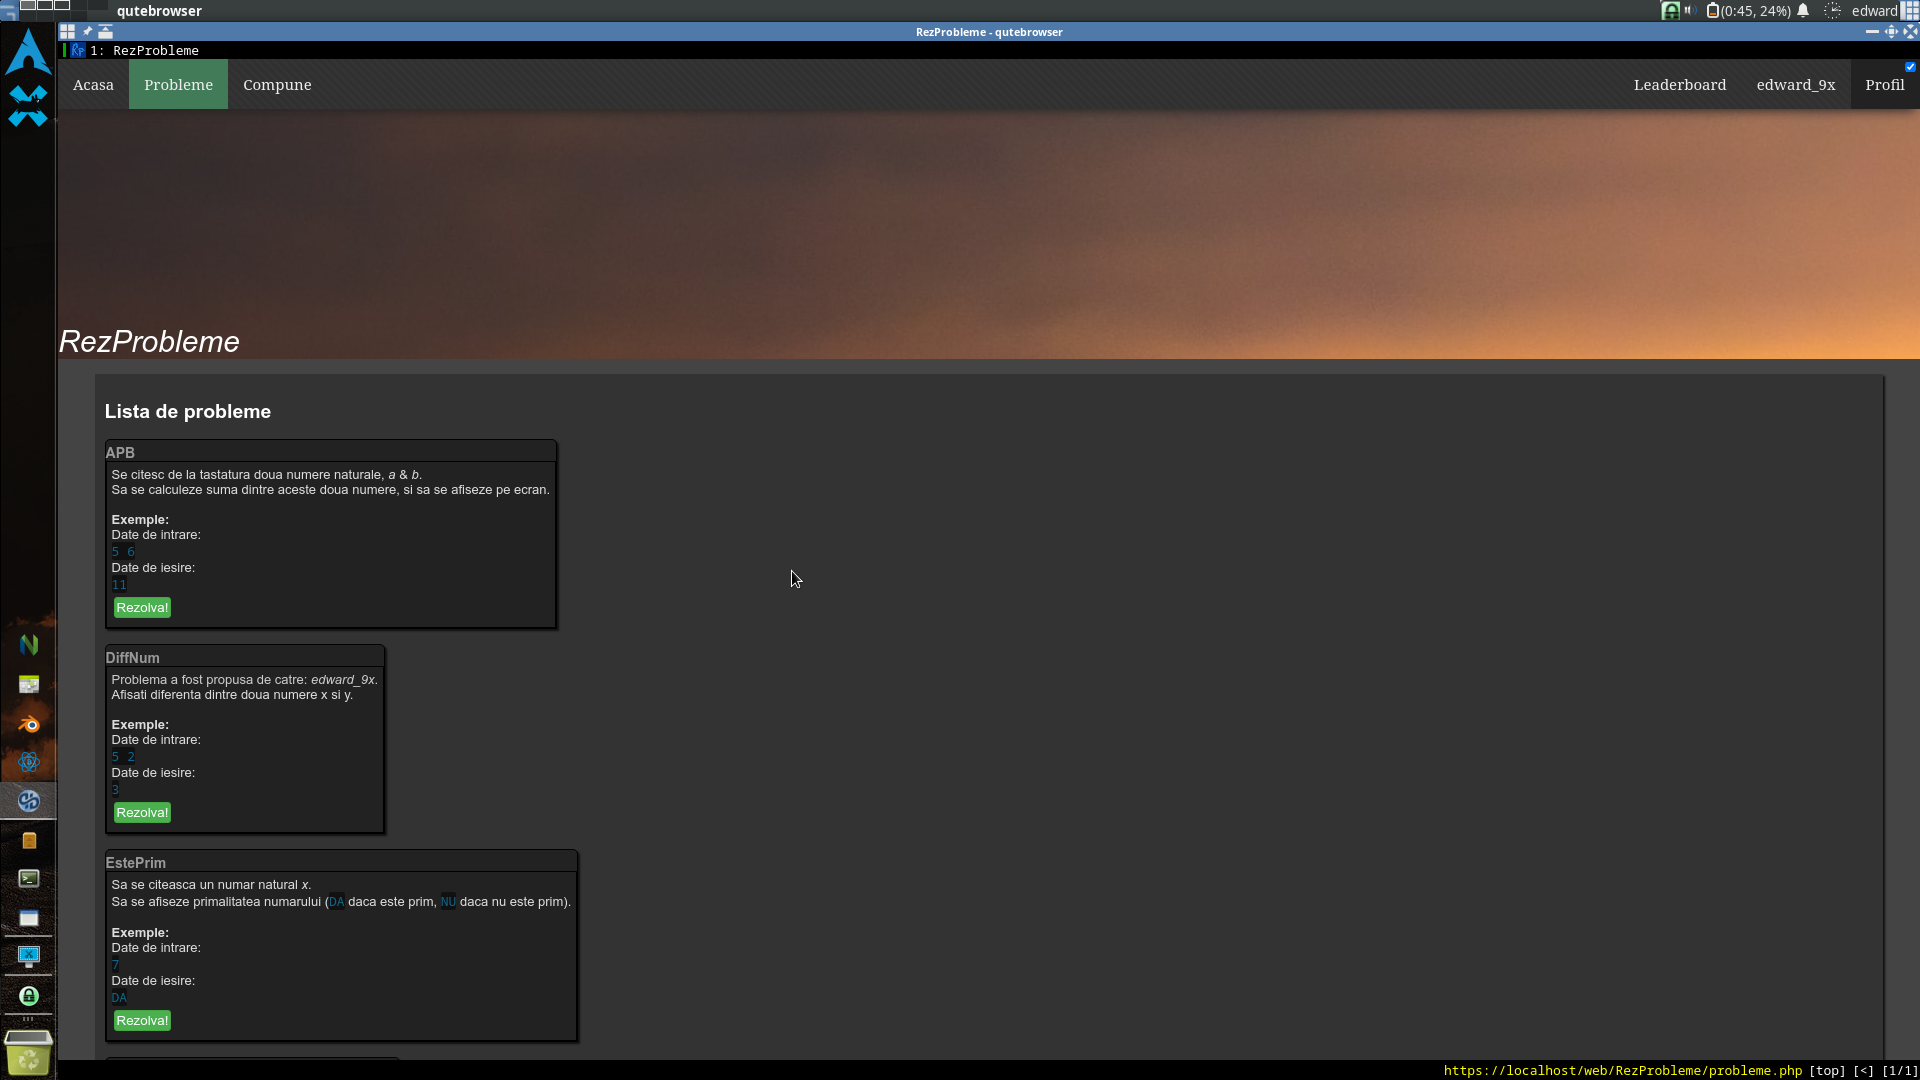 qutebrowser
(0:45, 24%)
edward
RezProbleme - qutebrowser
1: RezProbleme
Acasa
Probleme
Compune
Leaderboard
edward_9x
Profil
RezProbleme
Lista de probleme
APB
Se citesc de la tastatura doua numere naturale, a & b.
Sa se calculeze suma dintre aceste doua numere, si sa se afiseze pe ecran.
Exemple:
Date de intrare:
5 6
Date de iesire:
11
Rezolva!
DiffNum
Problema a fost propusa de catre: edward_9x.
Afisati diferenta dintre doua numere x si y.
Exemple:
Date de intrare:
5 2
Date de iesire:
3
Rezolva!
EstePrim
Sa se citeasca un numar natural x.
Sa se afiseze primalitatea numarului (DA daca este prim, NU daca nu este prim).
Exemple:
Date de intrare:
7
Date de iesire:
DA
Rezolva!
https://localhost/web/RezProbleme/probleme.php [top] [<] [1/1]